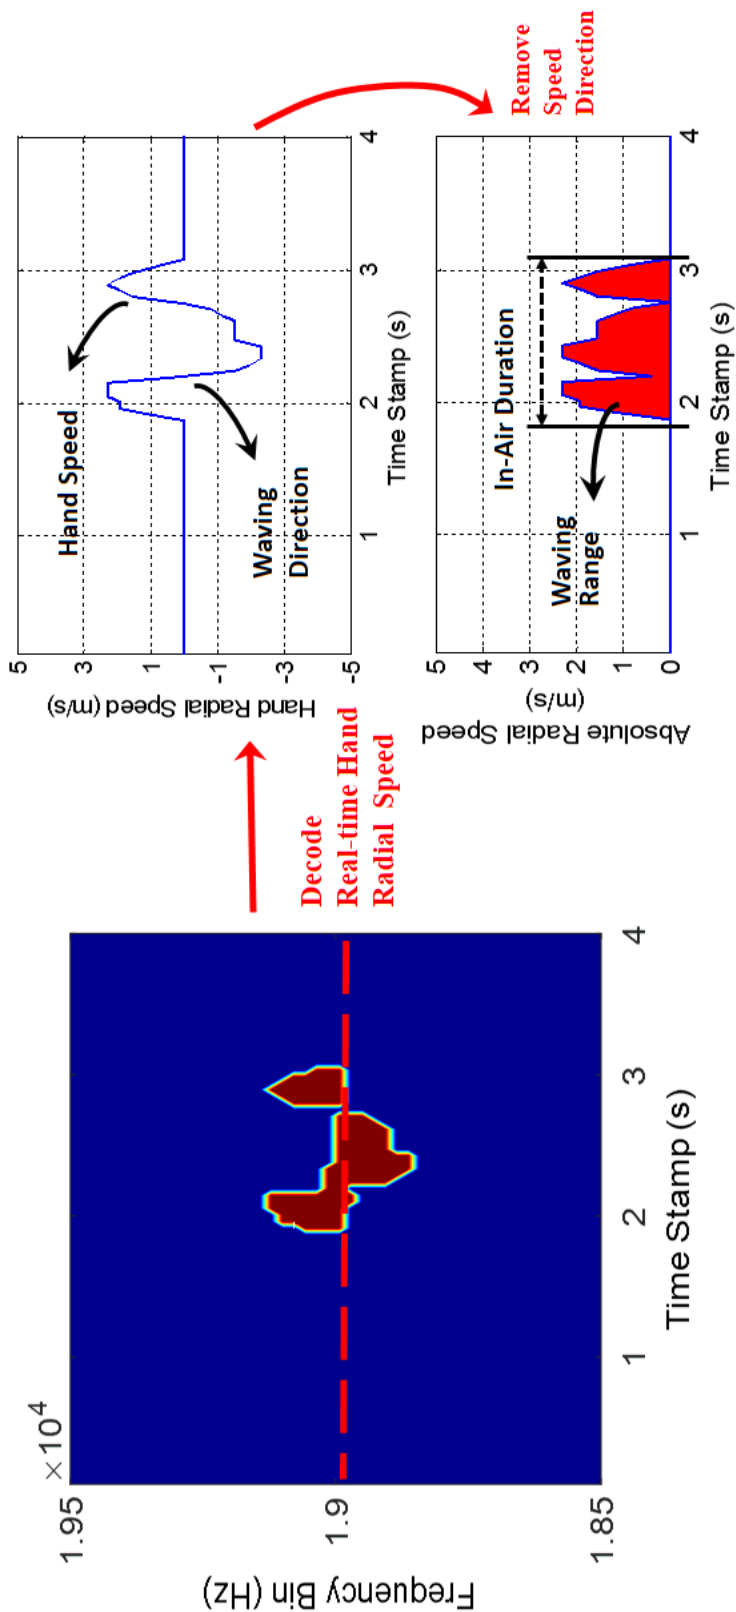 ×10⁴
1.95
1.9
1.85
Frequency Bin (Hz)
1
2
3
4
Time Stamp (s)
Decode
Real-time Hand
Radial Speed
5
3
1
-1
-3
-5
Hand Radial Speed (m/s)
Hand Speed
Waving
Direction
1
2
3
4
Time Stamp (s)
Remove
Speed
Direction
5
4
3
2
1
0
Absolute Radial Speed
(m/s)
In-Air Duration
Waving
Range
1
2
3
4
Time Stamp (s)